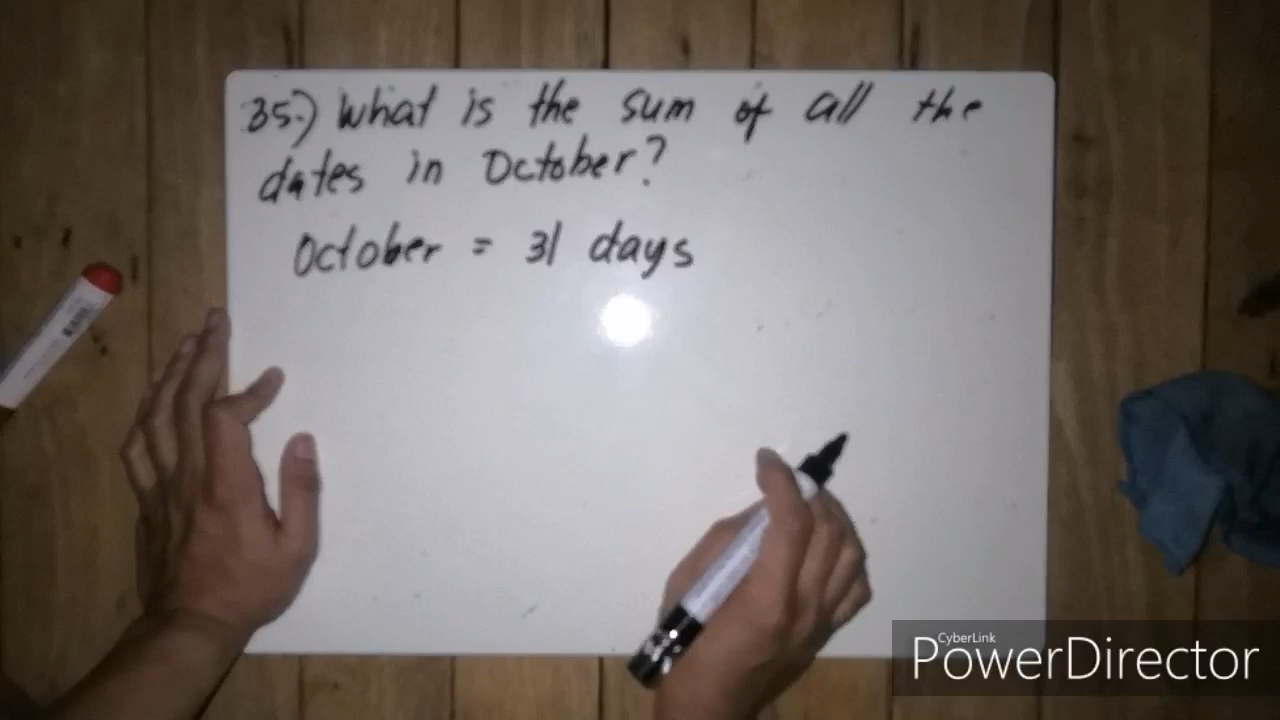 35.) What is the sum of all the
dates in October?
October = 31 days
CyberLink
PowerDirector